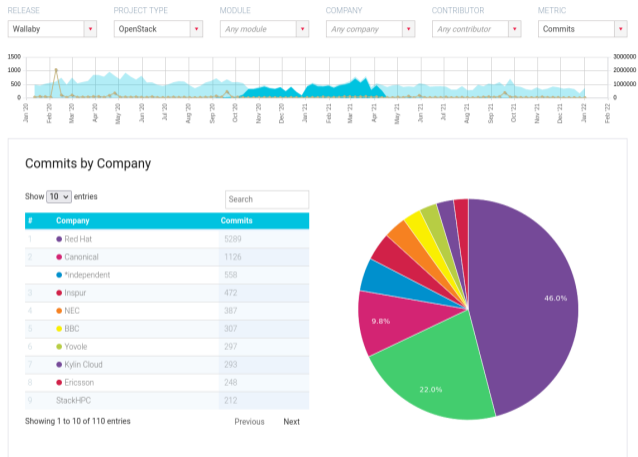 RELEASE PROJECT TYPE MODULE COMPANY CONTRIBUTOR METRIC
Wallaby OpenStack Any module Any company Any contributor Commits
1500 3000000
1000 2000000
500 1000000
0 0
Jan '20 Feb '20 Mar '20 Apr '20 May '20 Jun '20 Jul '20 Aug '20 Sep '20 Oct '20 Nov '20 Dec '20 Jan '21 Feb '21 Mar '21 Apr '21 May '21 Jun '21 Jul '21 Aug '21 Sep '21 Oct '21 Nov '21 Dec '21 Jan '22 Feb '22
Commits by Company
Show 10 entries
Search
# Company Commits
1 Red Hat 5289
2 Canonical 1126
*independent 558
3 Inspur 472
4 NEC 387
5 BBC 307
6 Yovole 297
7 Kylin Cloud 293
8 Ericsson 248
9 StackHPC 212
Showing 1 to 10 of 110 entries Previous Next
46.0%
9.8%
22.0%